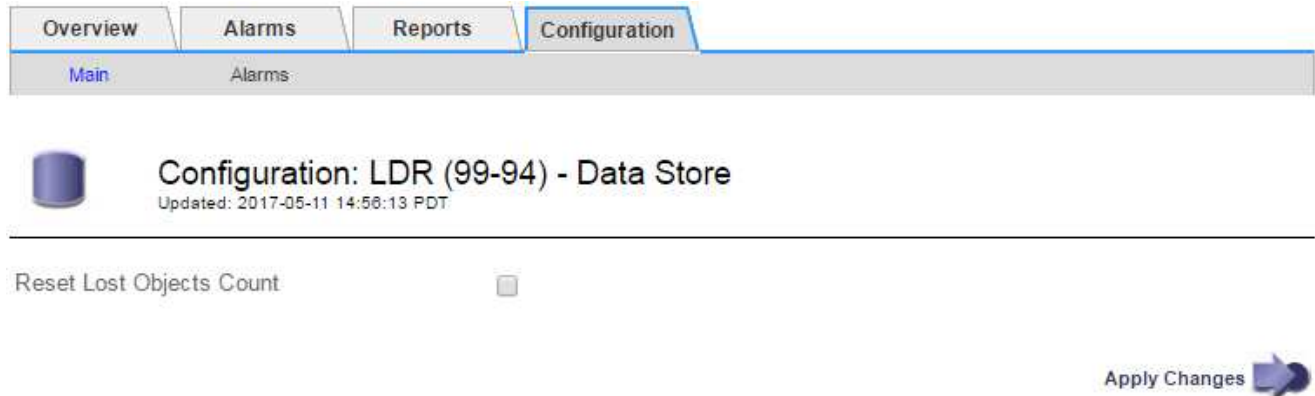 Overview Alarms Reports Configuration
Main Alarms
Configuration: LDR (99-94) - Data Store
Updated: 2017-05-11 14:56:13 PDT
Reset Lost Objects Count
Apply Changes